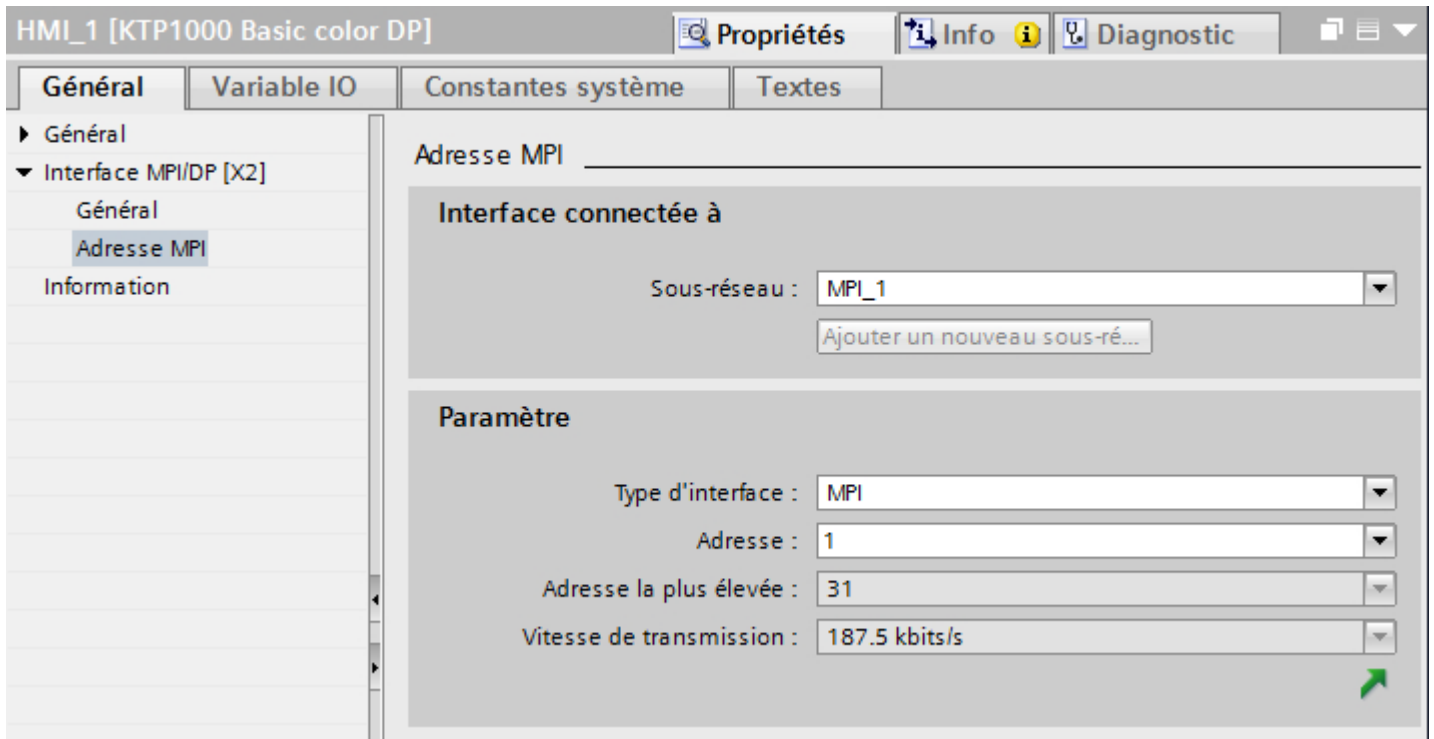 HMI_1 [KTP1000 Basic color DP]
Propriétés
Info
Diagnostic
Général
Variable IO
Constantes système
Textes
Général
Interface MPI/DP [X2]
Général
Adresse MPI
Information
Adresse MPI
Interface connectée à
Sous-réseau : MPI_1
Ajouter un nouveau sous-ré...
Paramètre
Type d'interface : MPI
Adresse : 1
Adresse la plus élevée : 31
Vitesse de transmission : 187.5 kbits/s